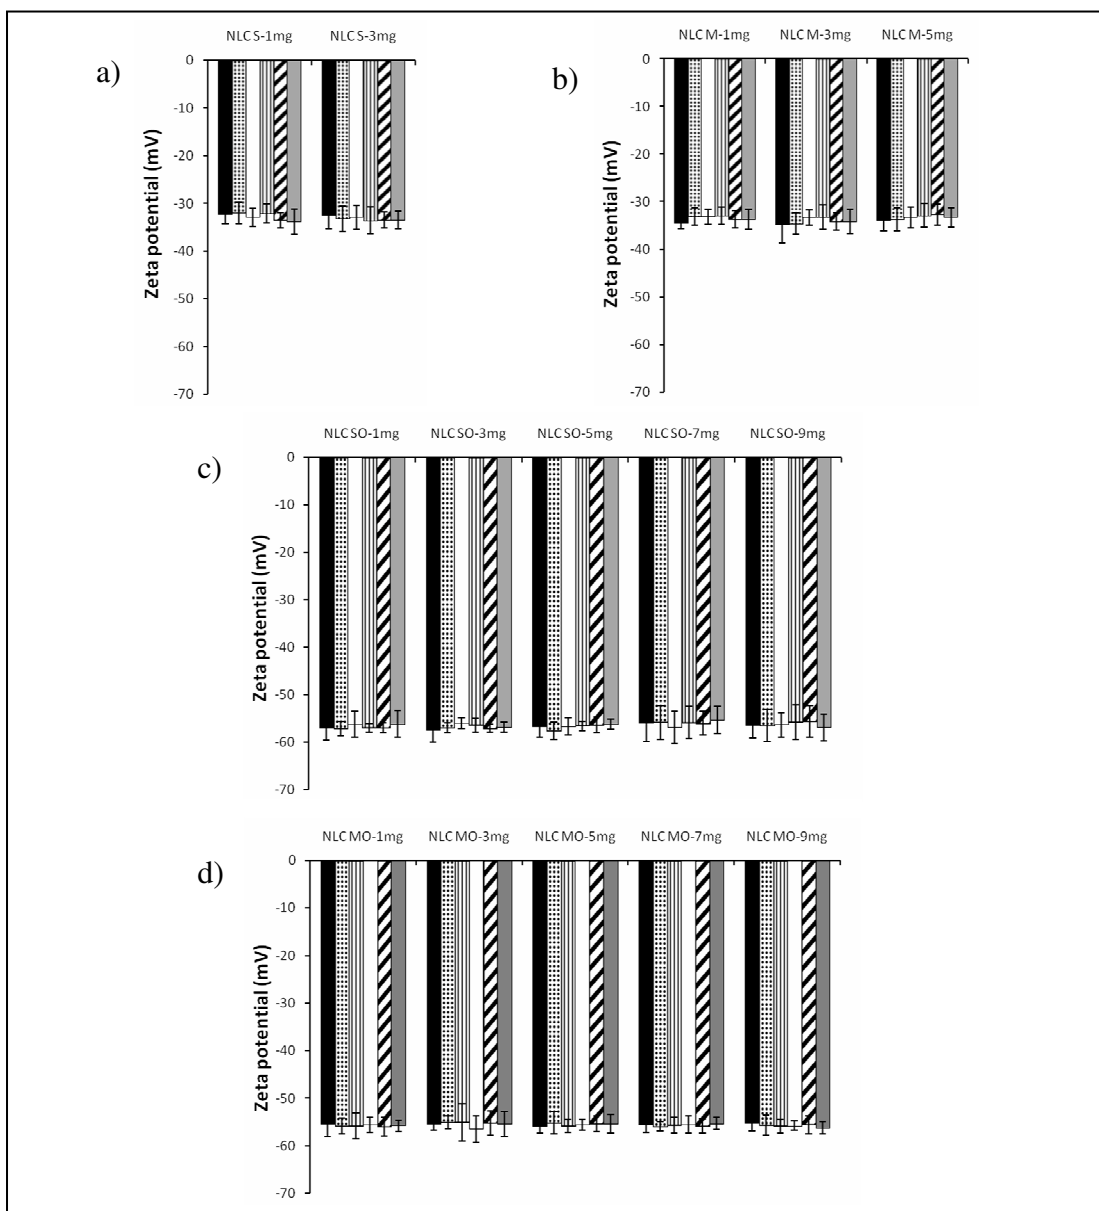 a)
NLC S-1mg NLC S-3mg
0
-10
-20
-30
-40
-50
-60
-70
Zeta potential (mV)
b)
NLC M-1mg NLC M-3mg NLC M-5mg
0
-10
-20
-30
-40
-50
-60
-70
Zeta potential (mV)
c)
NLC SO-1mg NLC SO-3mg NLC SO-5mg NLC SO-7mg NLC SO-9mg
0
-10
-20
-30
-40
-50
-60
-70
Zeta potential (mV)
d)
NLC MO-1mg NLC MO-3mg NLC MO-5mg NLC MO-7mg NLC MO-9mg
0
-10
-20
-30
-40
-50
-60
-70
Zeta potential (mV)